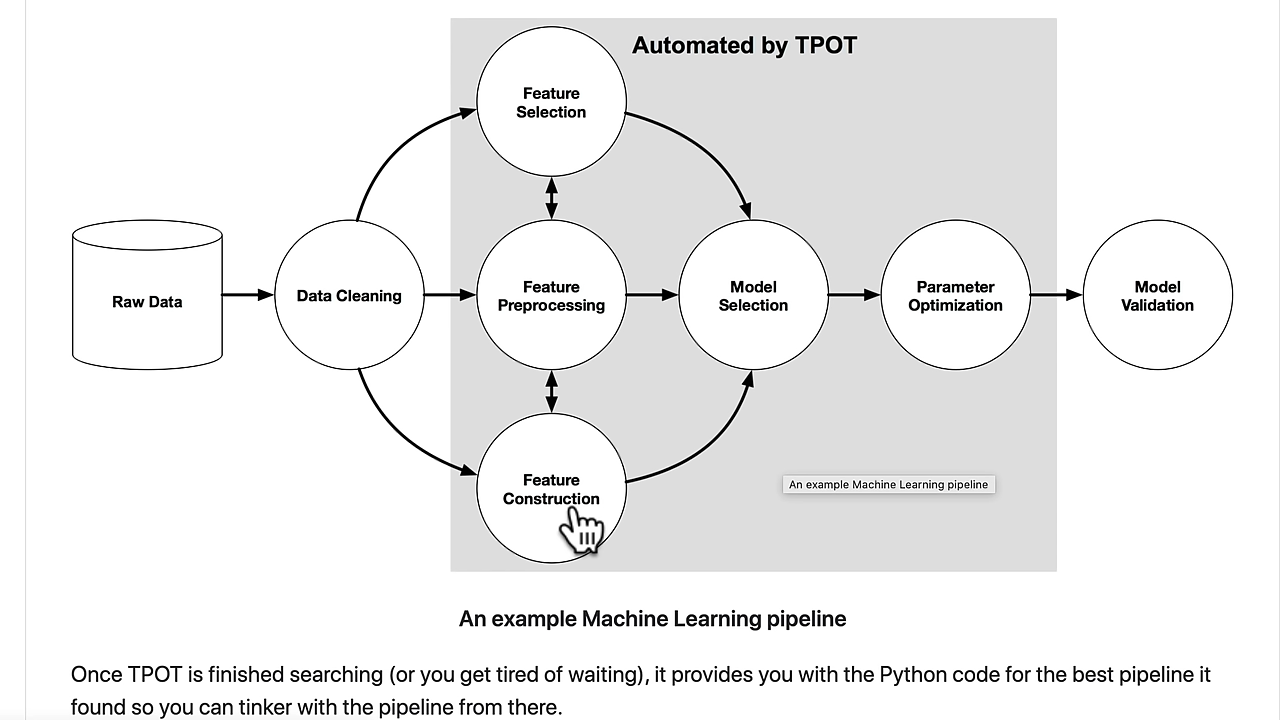 Automated by TPOT
Feature
Selection
Raw Data
Data Cleaning
Feature
Preprocessing
Model
Selection
Parameter
Optimization
Model
Validation
Feature
Construction
An example Machine Learning pipeline
An example Machine Learning pipeline
Once TPOT is finished searching (or you get tired of waiting), it provides you with the Python code for the best pipeline it
found so you can tinker with the pipeline from there.